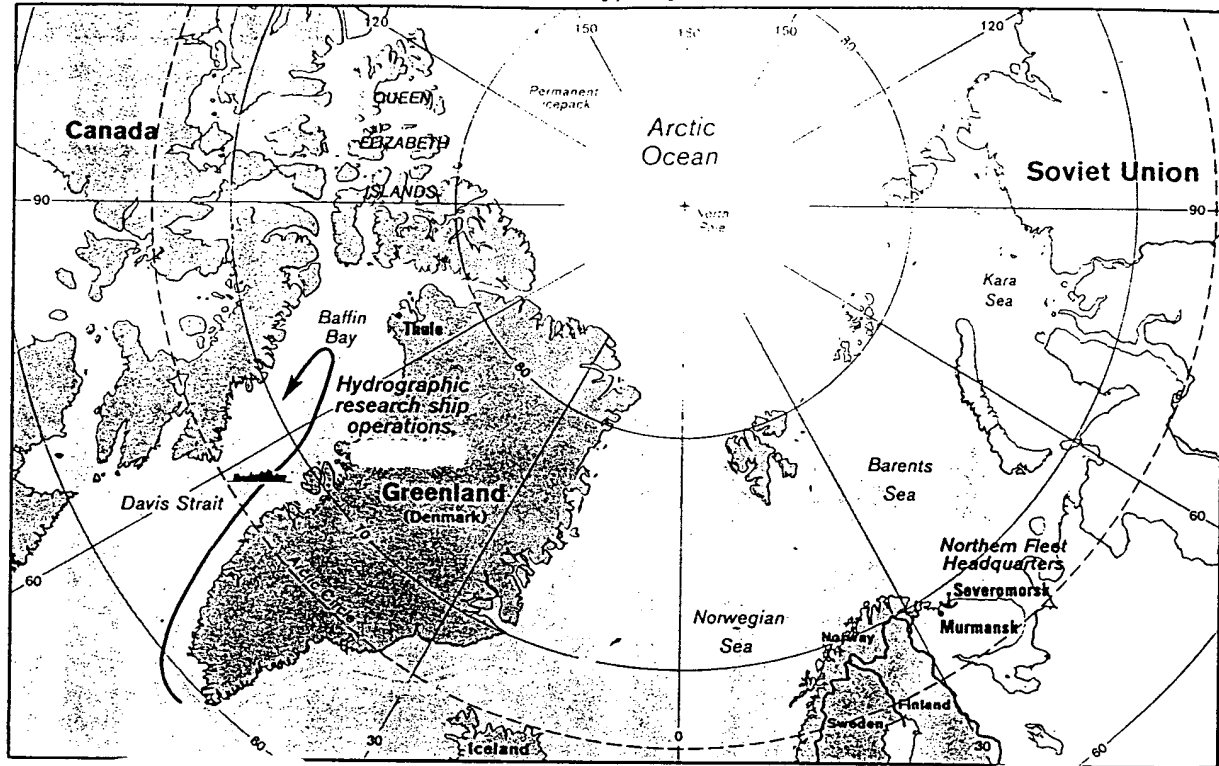 120
150
150
150
120
80
QUEEN
ELIZABETH
ISLANDS
Permanent
icepack
Canada
Arctic
Ocean
Soviet Union
90
North
Pole
90
Kara
Sea
Baffin
Bay
Thule
80
Hydrographic
research ship
operations
Barents
Sea
Greenland
(Denmark)
Davis Strait
70
60
60
Northern Fleet
Headquarters
Severomorsk
Murmansk
Norwegian
Sea
Norway
Finland
Sweden
Iceland
60
30
0
30
60